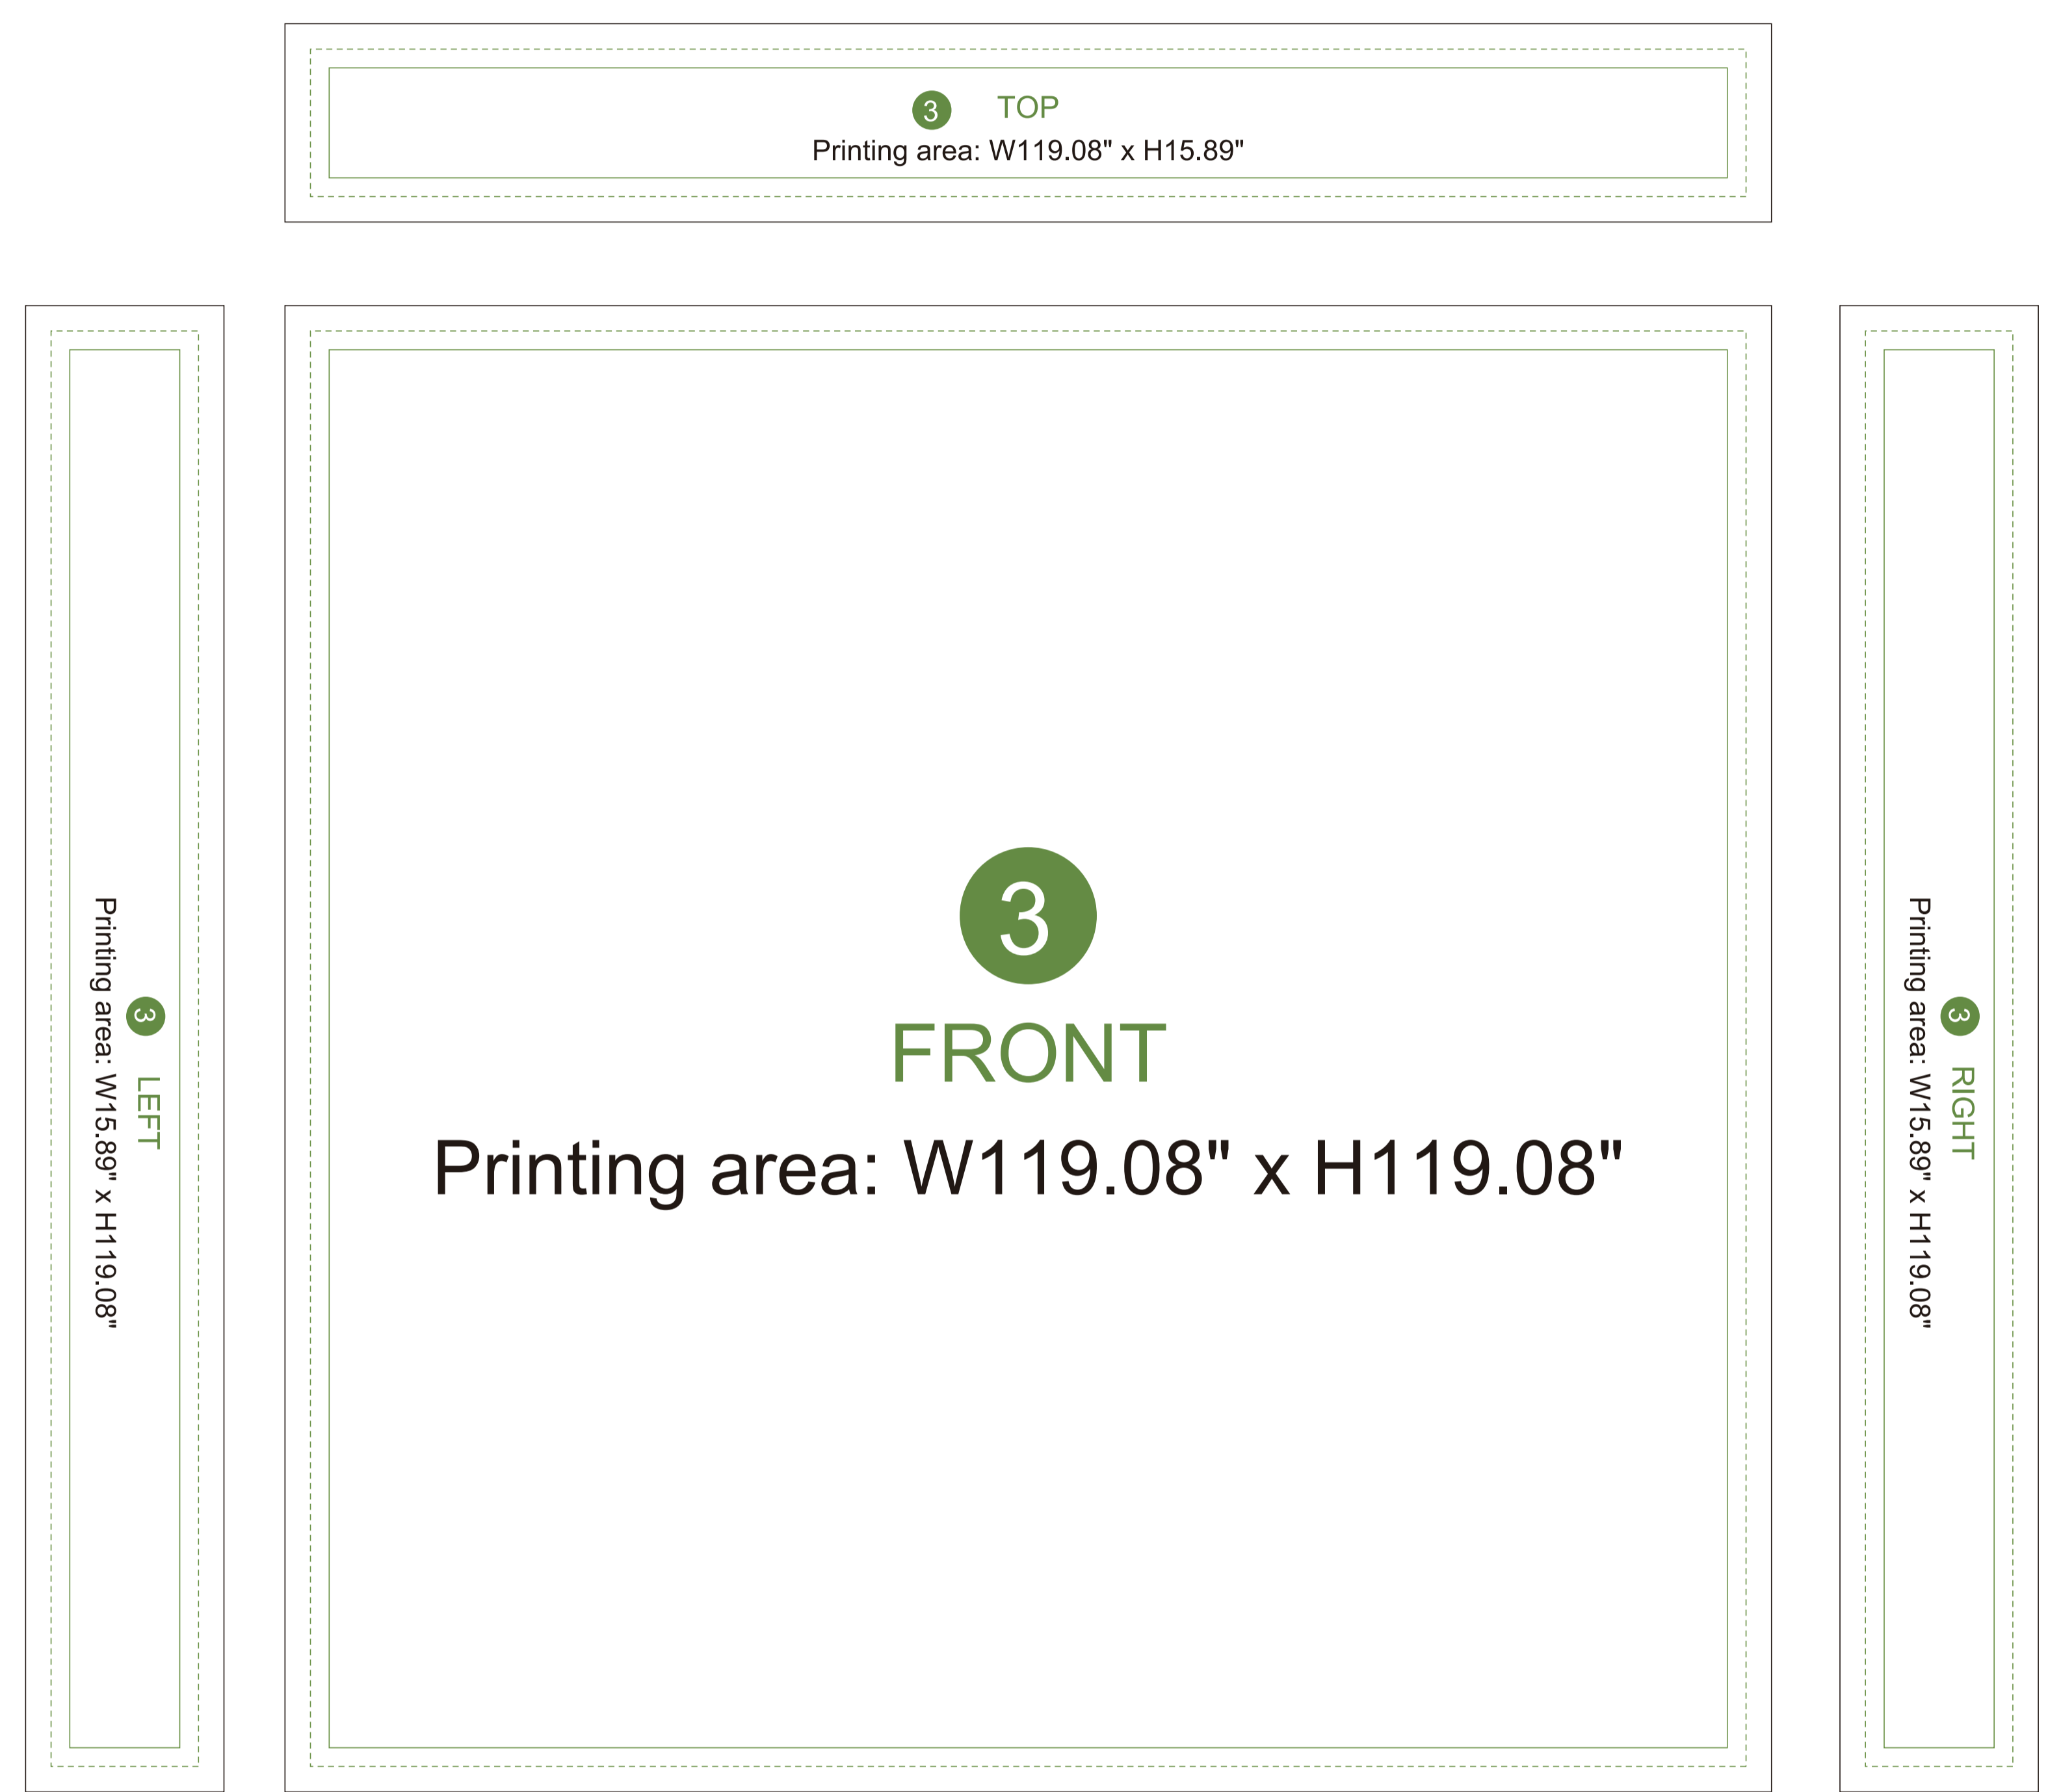 3 TOP
Printing area: W119.08" x H15.89"
3 LEFT
Printing area: W15.89" x H119.08"
3
FRONT
Printing area: W119.08" x H119.08"
3 RIGHT
Printing area: W15.89" x H119.08"